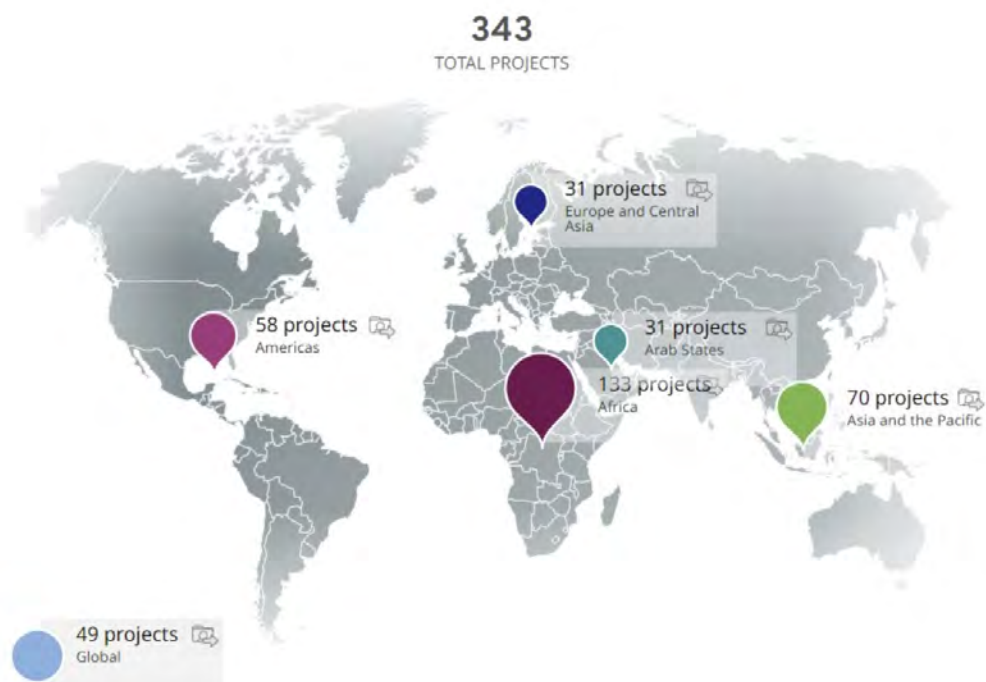 343
TOTAL PROJECTS
31 projects
Europe and Central
Asia
58 projects
Americas
31 projects
Arab States
133 projects
Africa
70 projects
Asia and the Pacific
49 projects
Global